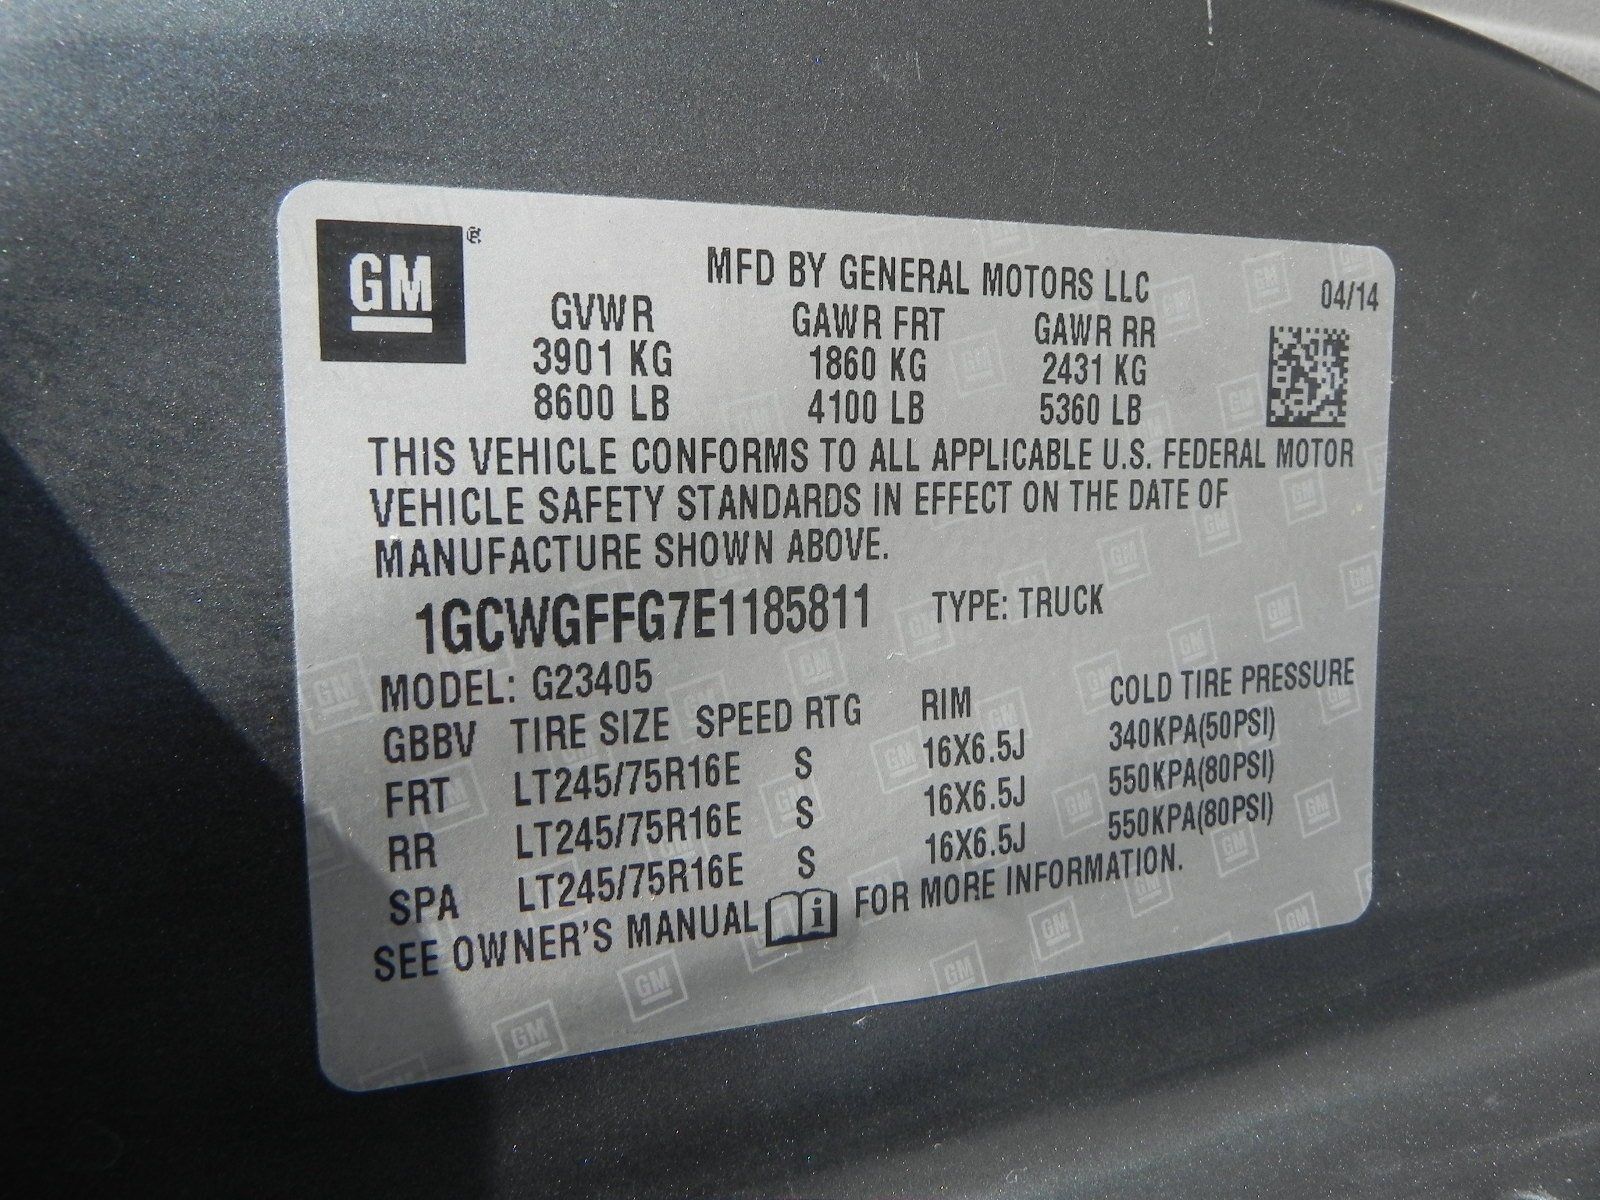 GM
MFD BY GENERAL MOTORS LLC 04/14
GVWR GAWR FRT GAWR RR
3901 KG 1860 KG 2431 KG
8600 LB 4100 LB 5360 LB
THIS VEHICLE CONFORMS TO ALL APPLICABLE U.S. FEDERAL MOTOR
VEHICLE SAFETY STANDARDS IN EFFECT ON THE DATE OF
MANUFACTURE SHOWN ABOVE.
1GCWGFFG7E1185811 TYPE: TRUCK
MODEL: G23405
GBBV TIRE SIZE SPEED RTG RIM COLD TIRE PRESSURE
FRT LT245/75R16E S 16X6.5J 340KPA(50PSI)
RR LT245/75R16E S 16X6.5J 550KPA(80PSI)
SPA LT245/75R16E S 16X6.5J 550KPA(80PSI)
SEE OWNER'S MANUAL i FOR MORE INFORMATION.